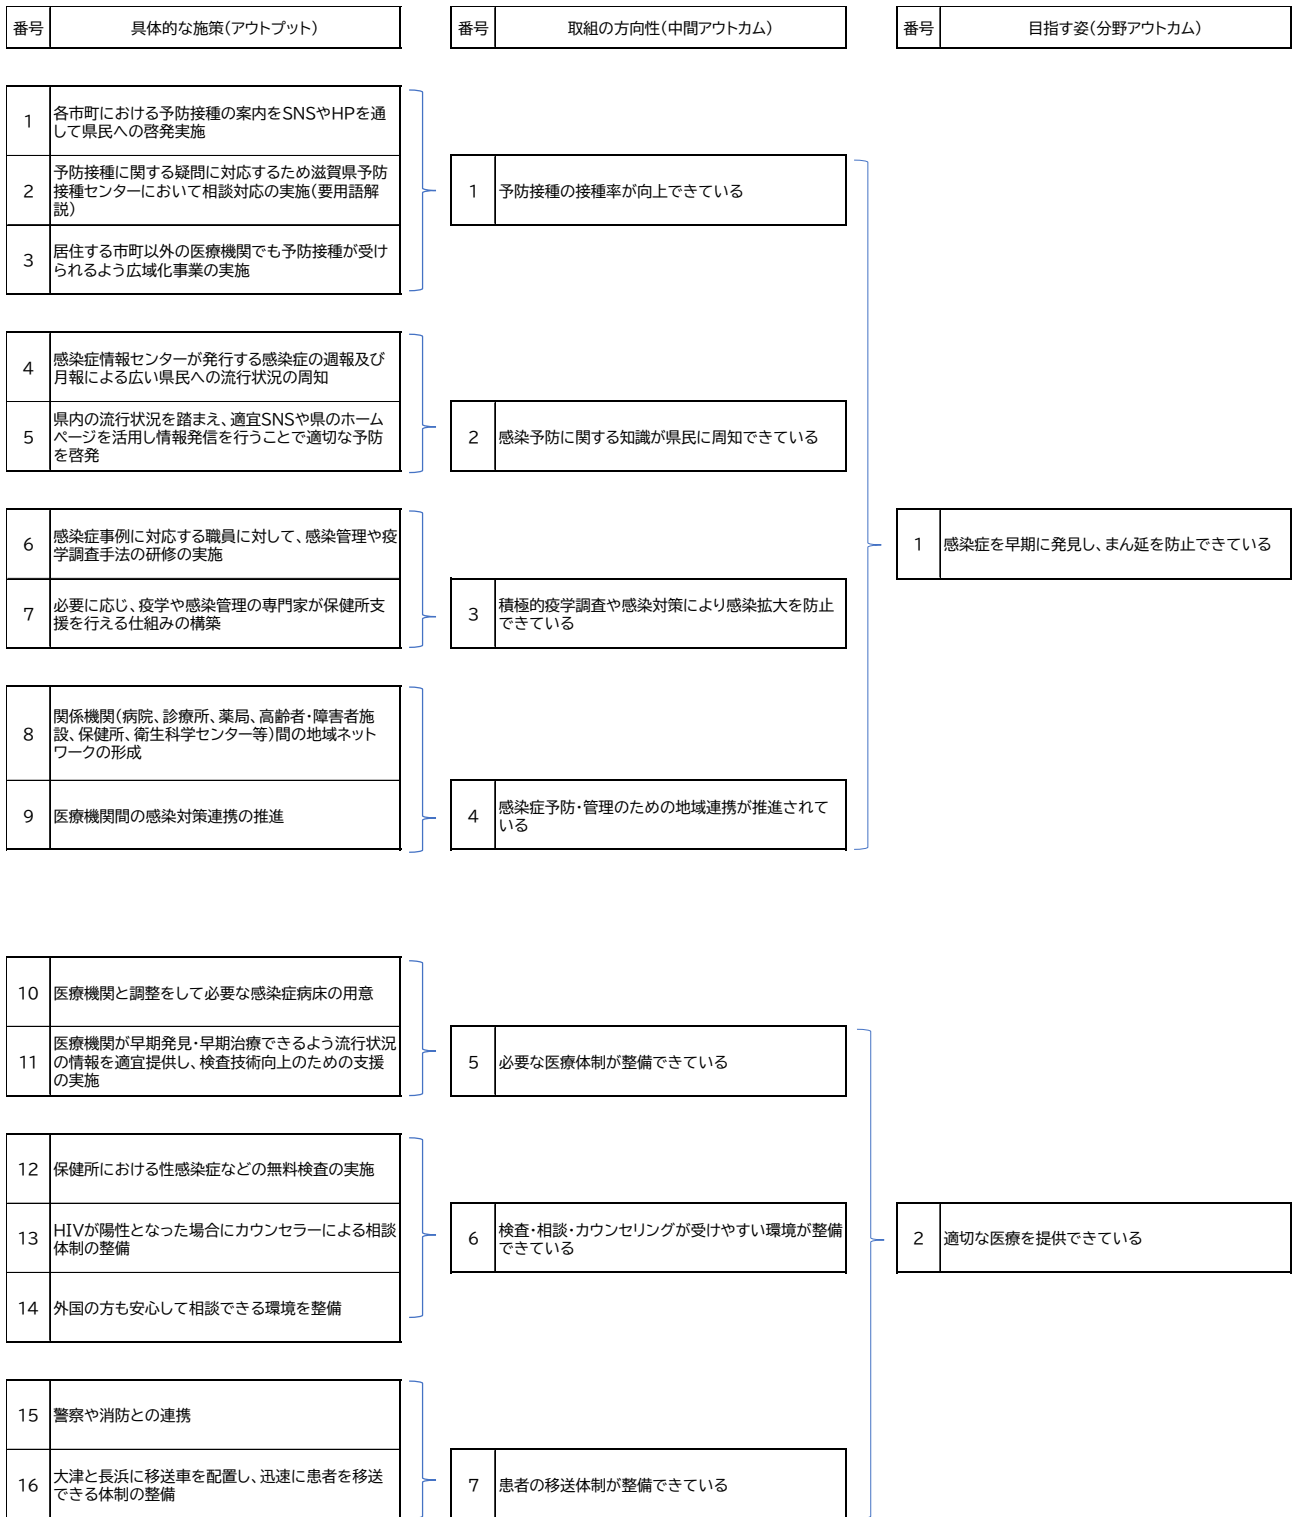 番号 具体的な施策(アウトプット) 番号 取組の方向性(中間アウトカム) 番号 目指す姿(分野アウトカム)
1 各市町における予防接種の案内をSNSやHPを通
して県民への啓発実施
2 予防接種に関する疑問に対応するため滋賀県予防
接種センターにおいて相談対応の実施(要用語解
説)
3 居住する市町以外の医療機関でも予防接種が受け
られるよう広域化事業の実施
1 予防接種の接種率が向上できている
4 感染症情報センターが発行する感染症の週報及び
月報による広い県民への流行状況の周知
5 県内の流行状況を踏まえ、適宜SNSや県のホーム
ページを活用し情報発信を行うことで適切な予防
を啓発
2 感染予防に関する知識が県民に周知できている
6 感染症事例に対応する職員に対して、感染管理や疫
学調査手法の研修の実施
7 必要に応じ、疫学や感染管理の専門家が保健所支
援を行える仕組みの構築
3 積極的疫学調査や感染対策により感染拡大を防止
できている
1 感染症を早期に発見し、まん延を防止できている
8 関係機関(病院、診療所、薬局、高齢者・障害者施
設、保健所、衛生科学センター等)間の地域ネット
ワークの形成
9 医療機関間の感染対策連携の推進
4 感染症予防・管理のための地域連携が推進されて
いる
10 医療機関と調整をして必要な感染症病床の用意
11 医療機関が早期発見・早期治療できるよう流行状況
の情報を適宜提供し、検査技術向上のための支援
の実施
5 必要な医療体制が整備できている
12 保健所における性感染症などの無料検査の実施
13 HIVが陽性となった場合にカウンセラーによる相談
体制の整備
14 外国の方も安心して相談できる環境を整備
6 検査・相談・カウンセリングが受けやすい環境が整備
できている
2 適切な医療を提供できている
15 警察や消防との連携
16 大津と長浜に移送車を配置し、迅速に患者を移送
できる体制の整備
7 患者の移送体制が整備できている